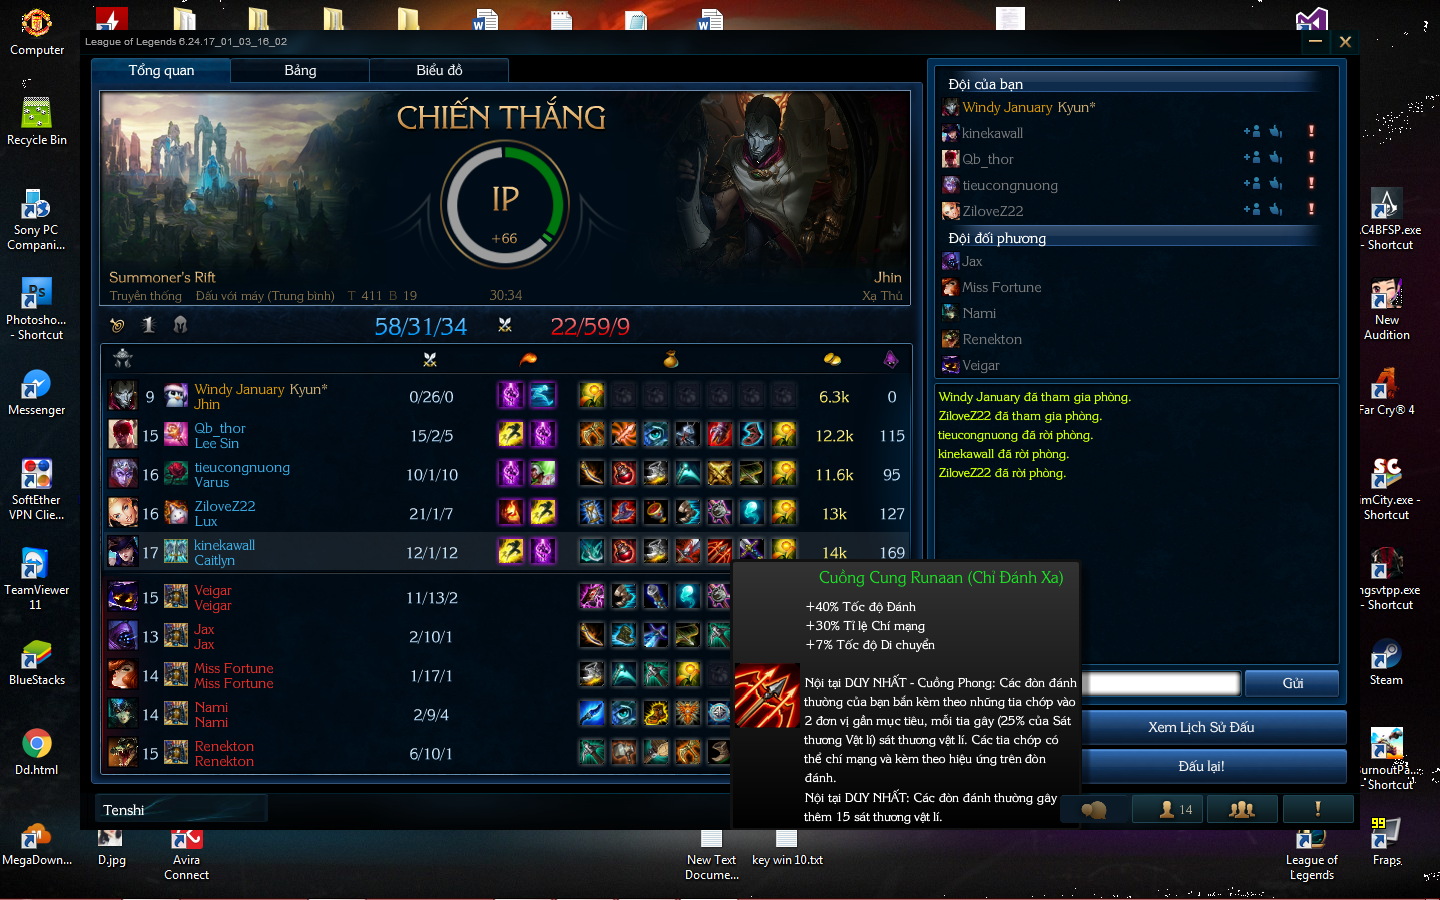 Computer
Recycle Bin
Sony PC
Compani...
Photosho...
- Shortcut
Messenger
SoftEther
VPN Clie...
TeamViewer
11
BlueStacks
Dd.html
MegaDown...
D.jpg
Avira
Connect
New Text
Docume...
key win 10.txt
League of
Legends
Fraps
99
C4BFSP.exe
- Shortcut
New
Audition
Far Cry® 4
mCity.exe -
Shortcut
ngsvtpp.exe
- Shortcut
Steam
urnoutPa...
- Shortcut
League of Legends 6.24.17_01_03_16_02
Tổng quan
Bảng
Biểu đồ
CHIẾN THẮNG
IP
+66
Summoner's Rift
Jhin
Truyền thống Đấu với máy (Trung bình) T 411 B 19
30:34
Xạ Thủ
1
58/31/34
22/59/9
9 Windy January Kyun* 0/26/0 6.3k 0
Jhin
15 Qb_thor 15/2/5 12.2k 115
Lee Sin
16 tieucongnuong 10/1/10 11.6k 95
Varus
16 ZiloveZ22 21/1/7 13k 127
Lux
17 kinekawall 12/1/12 14k 169
Caitlyn
15 Veigar 11/13/2
Veigar
13 Jax 2/10/1
Jax
14 Miss Fortune 1/17/1
Miss Fortune
14 Nami 2/9/4
Nami
15 Renekton 6/10/1
Renekton
Cuồng Cung Runaan (Chỉ Đánh Xa)
+40% Tốc độ Đánh
+30% Tỉ lệ Chí mạng
+7% Tốc độ Di chuyển
Nội tại DUY NHẤT - Cuồng Phong: Các đòn đánh
thường của bạn bắn kèm theo những tia chớp vào
2 đơn vị gần mục tiêu, mỗi tia gây (25% của Sát
thương Vật lí) sát thương vật lí. Các tia chớp có
thể chí mạng và kèm theo hiệu ứng trên đòn
đánh.
Nội tại DUY NHẤT: Các đòn đánh thường gây
thêm 15 sát thương vật lí.
Đội của bạn
Windy January Kyun*
kinekawall
Qb_thor
tieucongnuong
ZiloveZ22
Đội đối phương
Jax
Miss Fortune
Nami
Renekton
Veigar
Windy January đã tham gia phòng.
ZiloveZ22 đã tham gia phòng.
tieucongnuong đã rời phòng.
kinekawall đã rời phòng.
ZiloveZ22 đã rời phòng.
Gửi
Xem Lịch Sử Đấu
Đấu lại!
Tenshi
14